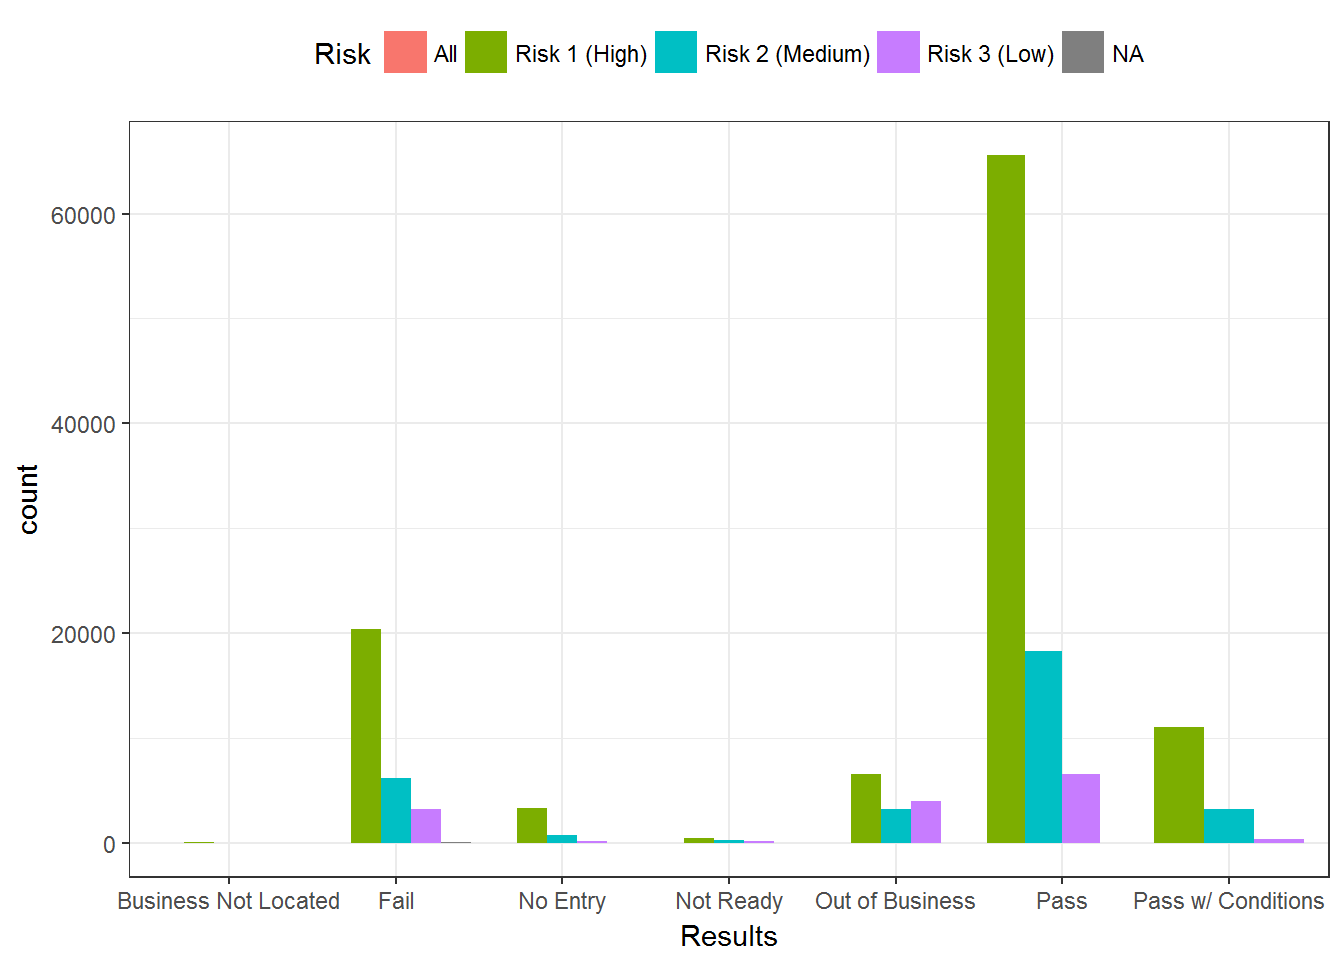 Risk All Risk 1 (High) Risk 2 (Medium) Risk 3 (Low) NA
60000
40000
20000
0
count
Business Not Located Fail No Entry Not Ready Out of Business Pass Pass w/ Conditions
Results